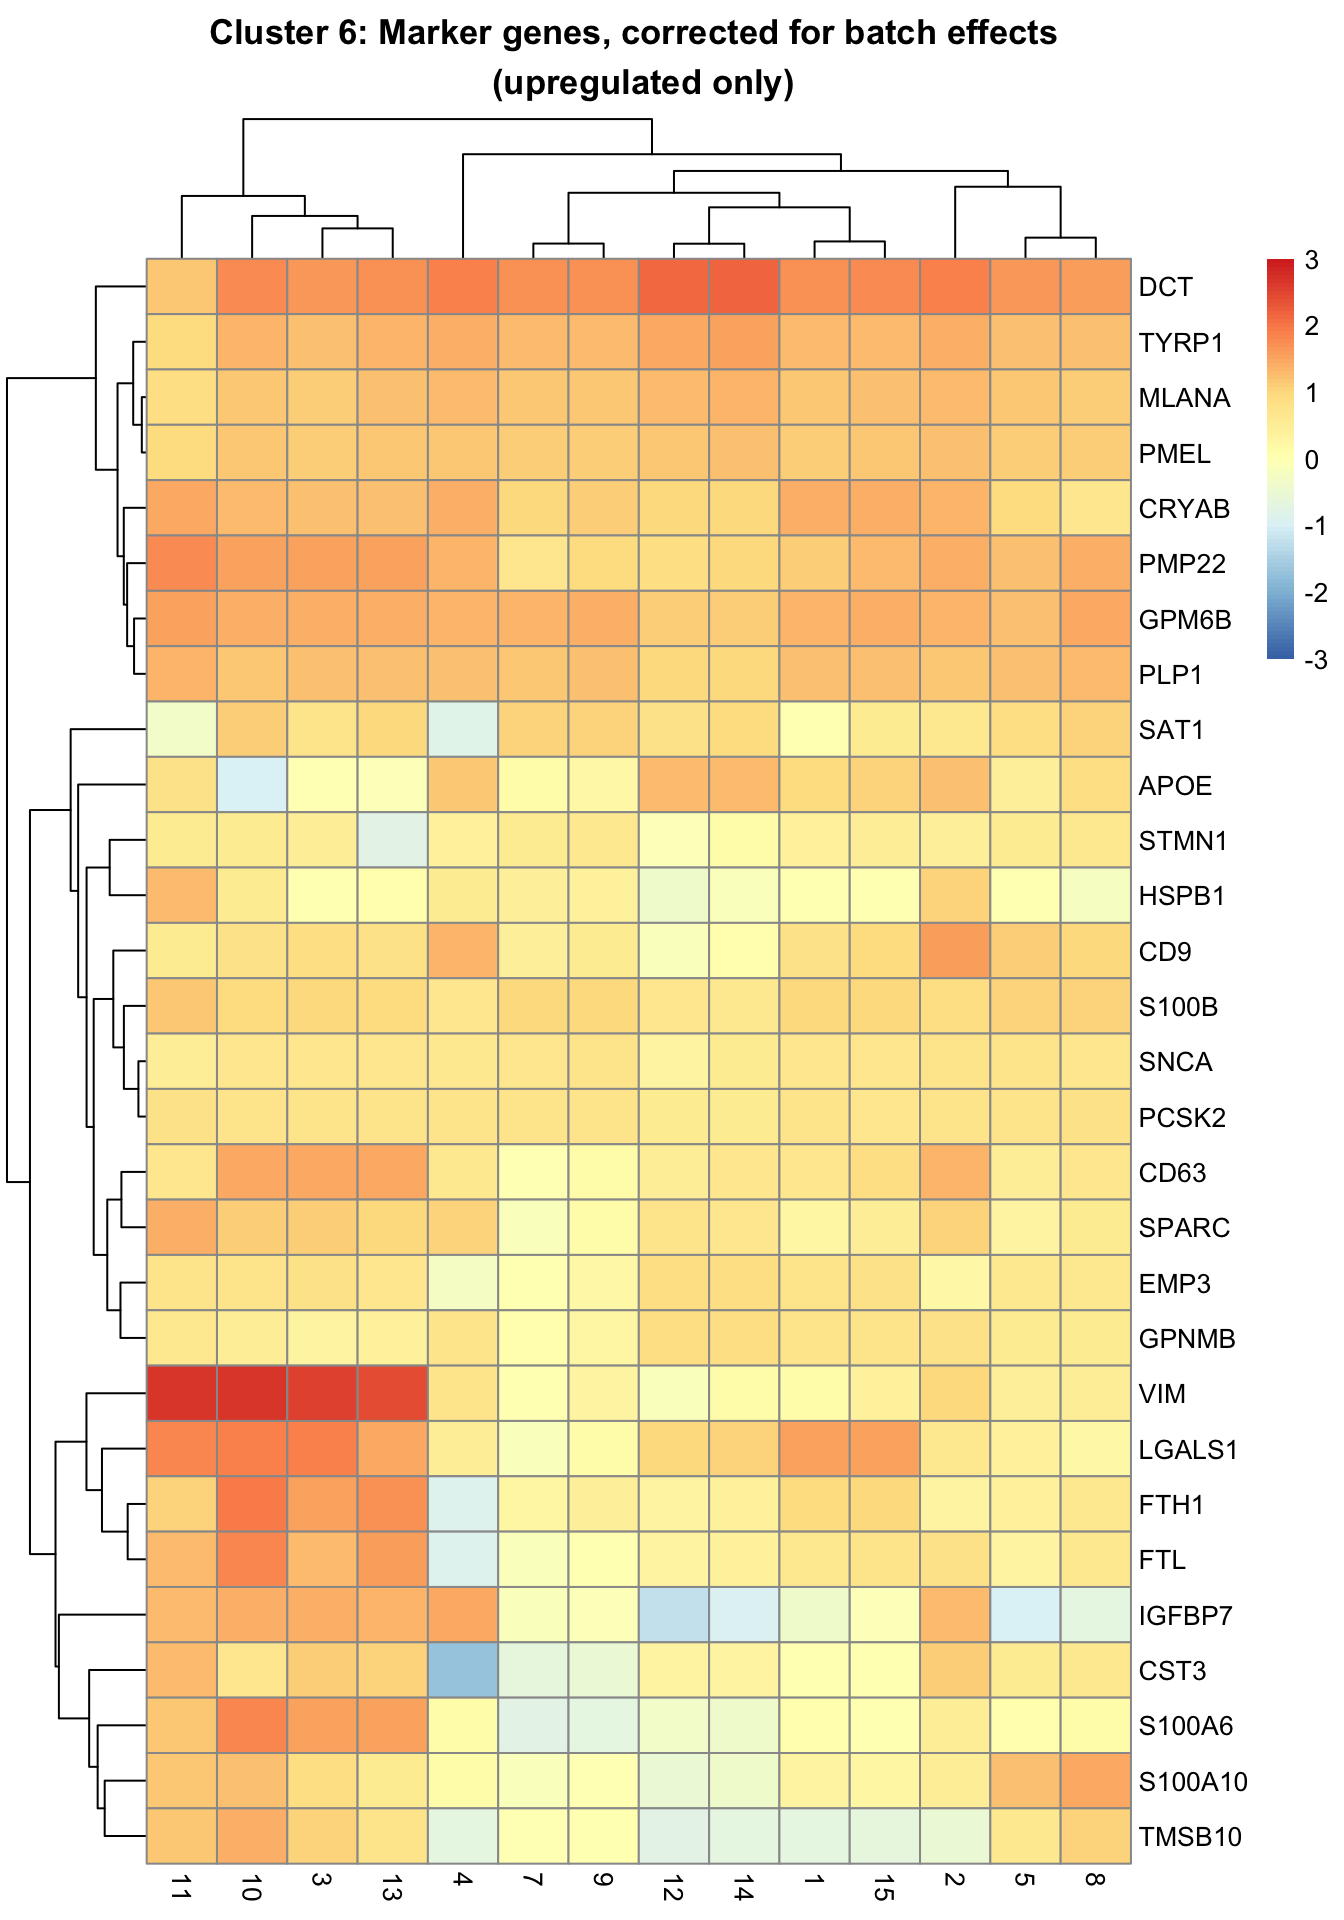 Cluster 6: Marker genes, corrected for batch effects
(upregulated only)
3
2
1
0
-1
-2
-3
DCT
TYRP1
MLANA
PMEL
CRYAB
PMP22
GPM6B
PLP1
SAT1
APOE
STMN1
HSPB1
CD9
S100B
SNCA
PCSK2
CD63
SPARC
EMP3
GPNMB
VIM
LGALS1
FTH1
FTL
IGFBP7
CST3
S100A6
S100A10
TMSB10
11 10 3 13 4 7 9 12 14 1 15 2 5 8